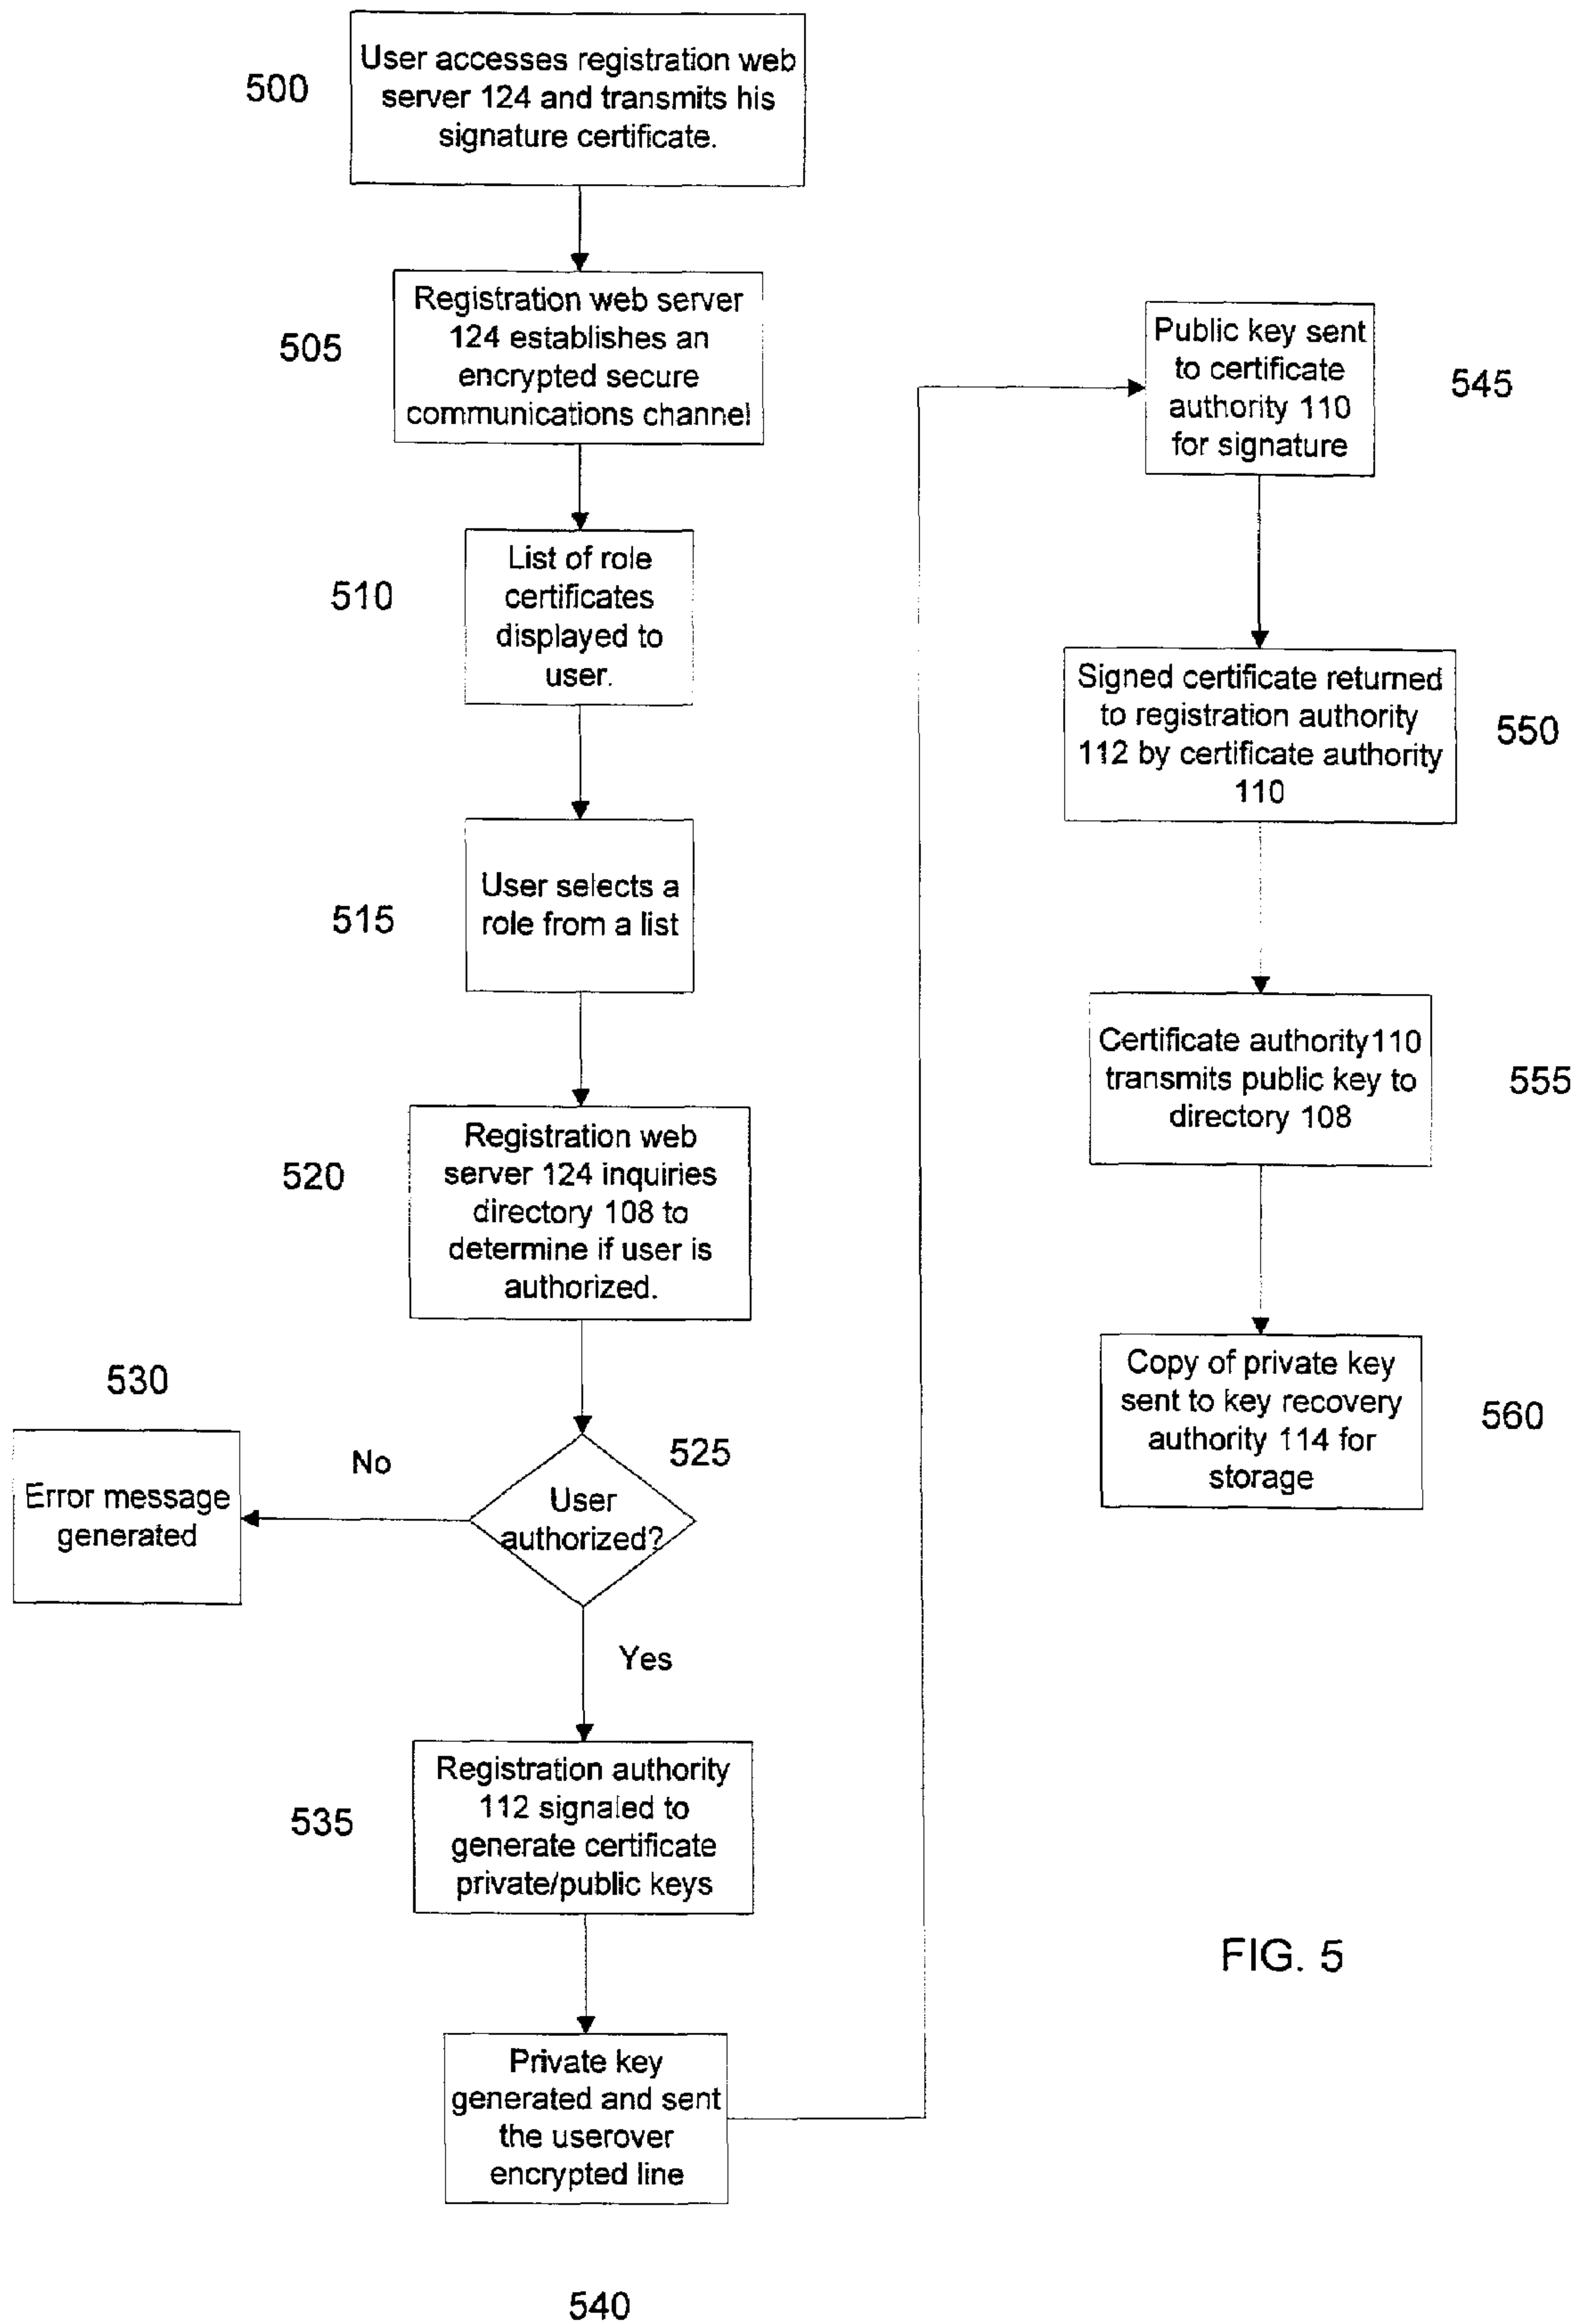 500
User accesses registration web
server 124 and transmits his
signature certificate.
505
Registration web server
124 establishes an
encrypted secure
communications channel
510
List of role
certificates
displayed to
user.
515
User selects a
role from a list
520
Registration web
server 124 inquiries
directory 108 to
determine if user is
authorized.
525
User
authorized?
No
530
Error message
generated
Yes
535
Registration authority
112 signaled to
generate certificate
private/public keys
Private key
generated and sent
the userover
encrypted line
540
Public key sent
to certificate
authority 110
for signature
545
Signed certificate returned
to registration authority
112 by certificate authority
110
550
Certificate authority110
transmits public key to
directory 108
555
Copy of private key
sent to key recovery
authority 114 for
storage
560
FIG. 5